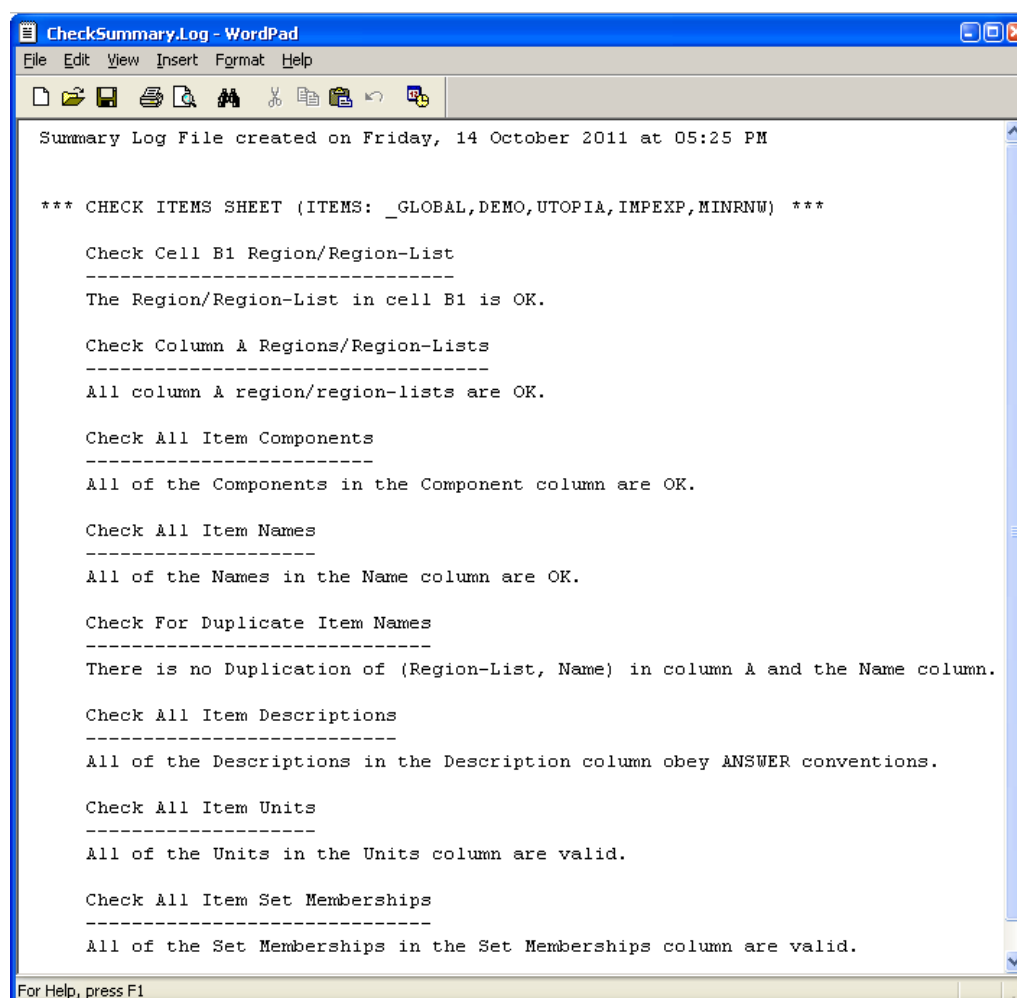 CheckSummary.Log - WordPad
File Edit View Insert Format Help
Summary Log File created on Friday, 14 October 2011 at 05:25 PM
*** CHECK ITEMS SHEET (ITEMS: _GLOBAL,DEMO,UTOPIA,IMPEXP,MINRNW) ***
Check Cell B1 Region/Region-List
--------------------------------
The Region/Region-List in cell B1 is OK.
Check Column A Regions/Region-Lists
-----------------------------------
All column A region/region-lists are OK.
Check All Item Components
-------------------------
All of the Components in the Component column are OK.
Check All Item Names
--------------------
All of the Names in the Name column are OK.
Check For Duplicate Item Names
------------------------------
There is no Duplication of (Region-List, Name) in column A and the Name column.
Check All Item Descriptions
---------------------------
All of the Descriptions in the Description column obey ANSWER conventions.
Check All Item Units
--------------------
All of the Units in the Units column are valid.
Check All Item Set Memberships
------------------------------
All of the Set Memberships in the Set Memberships column are valid.
For Help, press F1